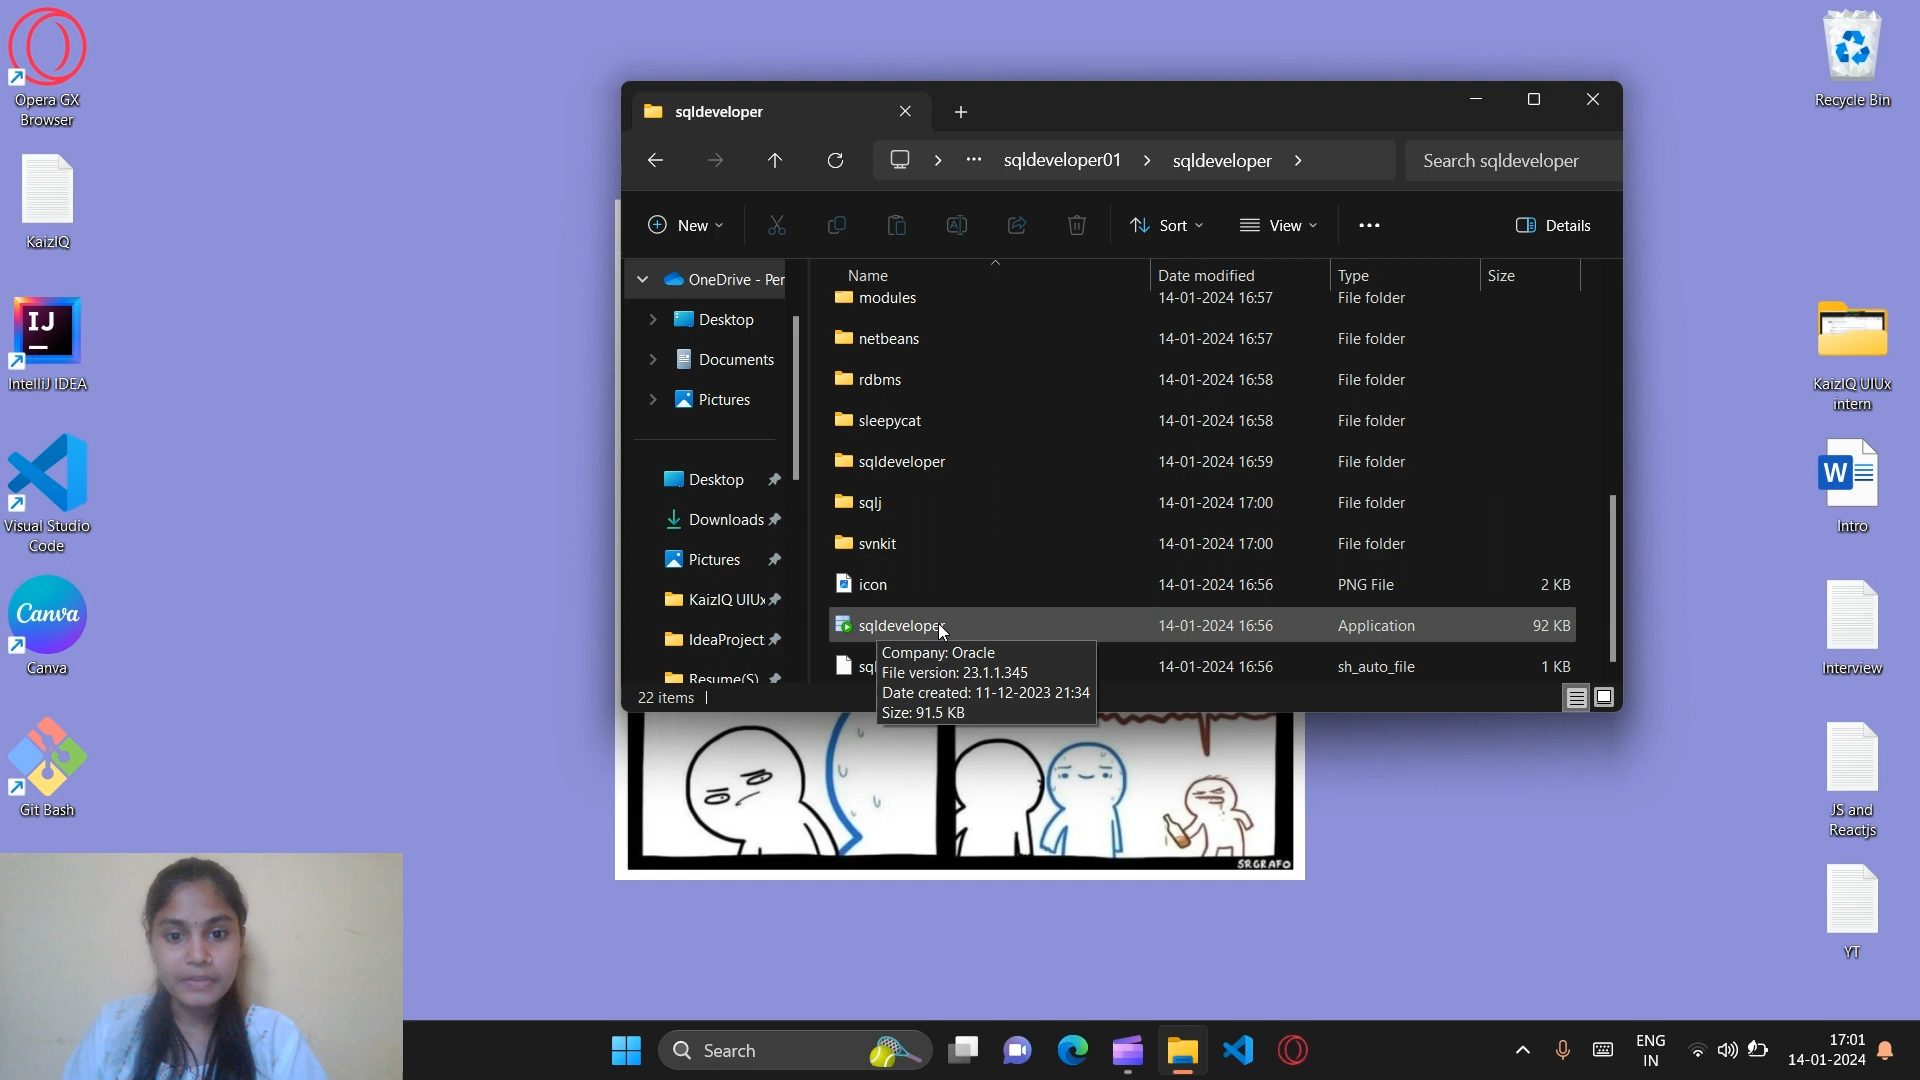 Opera GX
Browser
KaizIQ
IJ
IntelliJ IDEA
Visual Studio
Code
Canva
Canva
Git Bash
sqldeveloper
sqldeveloper01
sqldeveloper
Search sqldeveloper
New
Sort
View
Details
OneDrive - Per
Desktop
Documents
Pictures
Desktop
Downloads
Pictures
KaizIQ UIUx
IdeaProject
Resume(S)
Name Date modified Type Size
modules 14-01-2024 16:57 File folder
netbeans 14-01-2024 16:57 File folder
rdbms 14-01-2024 16:58 File folder
sleepycat 14-01-2024 16:58 File folder
sqldeveloper 14-01-2024 16:59 File folder
sqlj 14-01-2024 17:00 File folder
svnkit 14-01-2024 17:00 File folder
icon 14-01-2024 16:56 PNG File 2 KB
sqldeveloper 14-01-2024 16:56 Application 92 KB
sql 14-01-2024 16:56 sh_auto_file 1 KB
Company: Oracle
File version: 23.1.1.345
Date created: 11-12-2023 21:34
Size: 91.5 KB
22 items
SRGRAFO
Recycle Bin
KaizIQ UIUx
intern
W
Intro
Interview
JS and
Reactjs
YT
Search
ENG
IN
17:01
14-01-2024